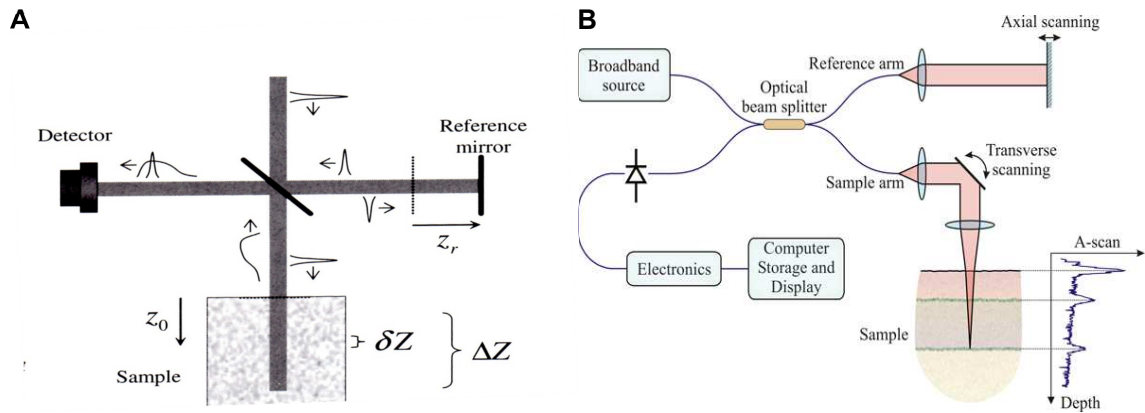 A
Detector
Reference
mirror
z_r
z_0
δZ
ΔZ
Sample
B
Axial scanning
Broadband
source
Reference arm
Optical
beam splitter
Transverse
scanning
Sample arm
A-scan
Electronics
Computer
Storage and
Display
Sample
Depth